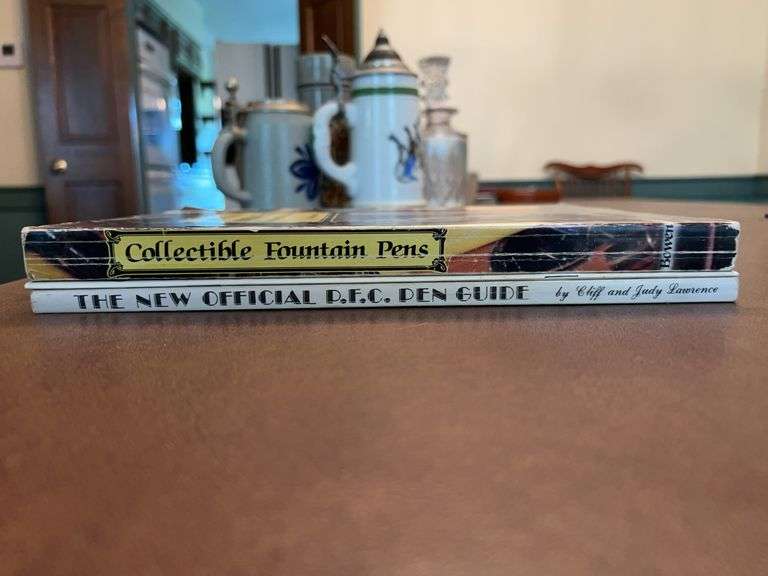 Collectible Fountain Pens Bowen
THE NEW OFFICIAL P.F.C. PEN GUIDE by Cliff and Judy Lawrence